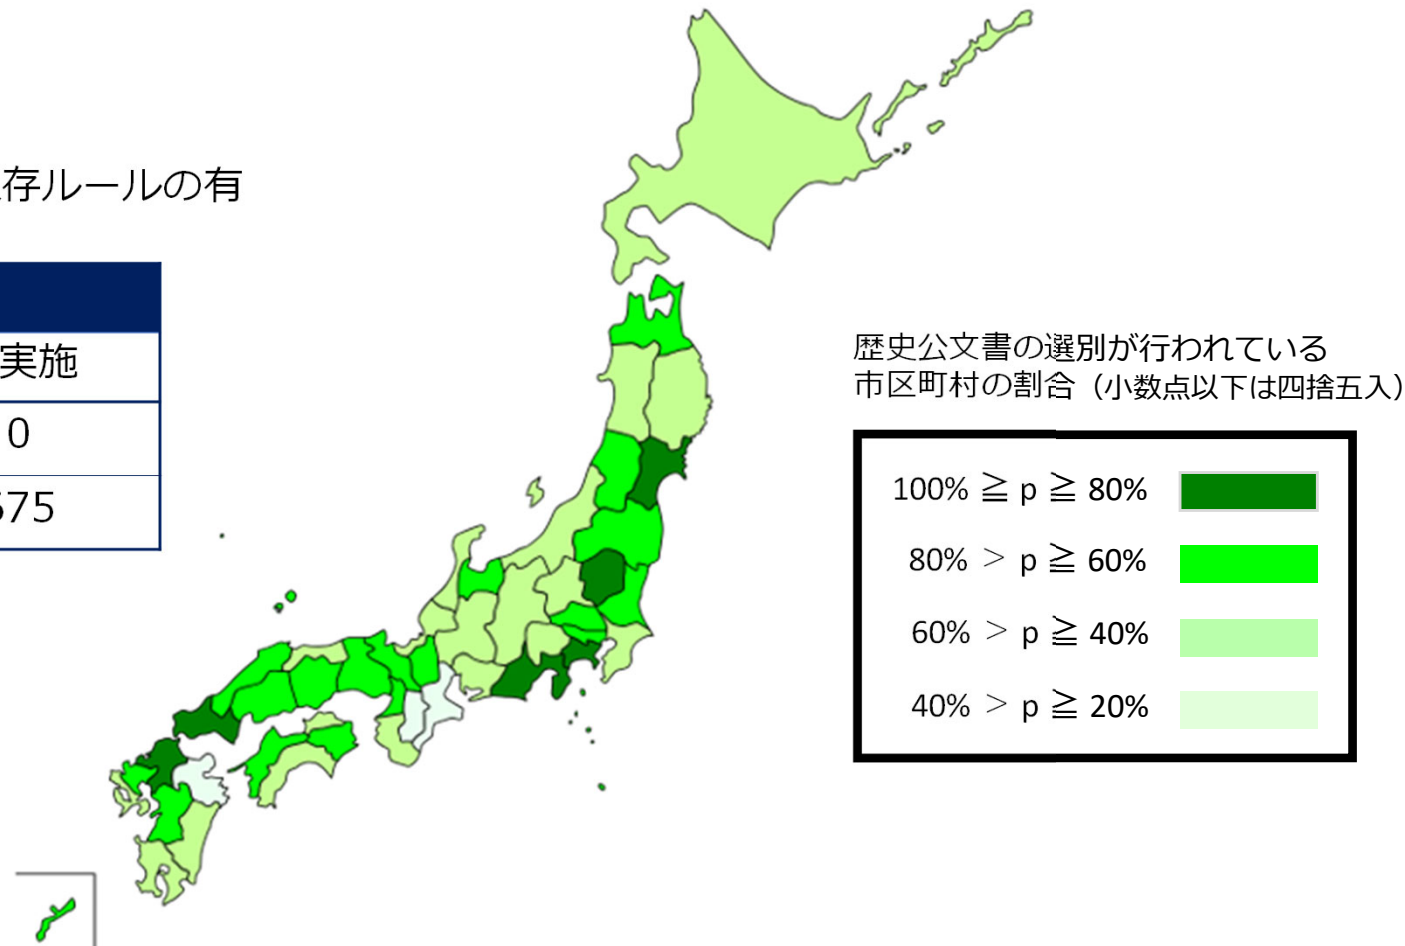 存ルールの有
実施
0
575
歴史公文書の選別が行われている
市区町村の割合（小数点以下は四捨五入）
100% ≧ p ≧ 80%
80% > p ≧ 60%
60% > p ≧ 40%
40% > p ≧ 20%